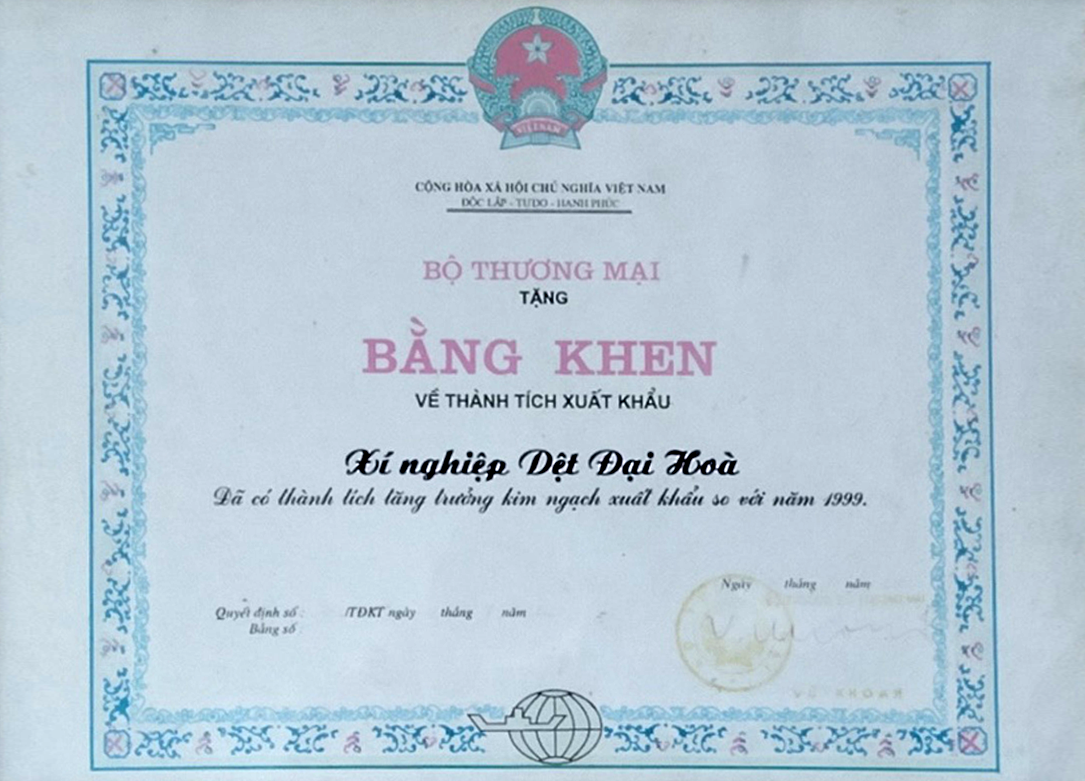 VIỆT NAM
CỘNG HÒA XÃ HỘI CHỦ NGHĨA VIỆT NAM
ĐỘC LẬP - TỰ DO - HẠNH PHÚC
BỘ THƯƠNG MẠI
TẶNG
BẰNG KHEN
VỀ THÀNH TÍCH XUẤT KHẨU
Xí nghiệp Dệt Đại Hoà
Đã có thành tích tăng trưởng kim ngạch xuất khẩu so với năm 1999.
Ngày tháng năm
Quyết định số : /TĐKT ngày tháng năm
Bằng số :